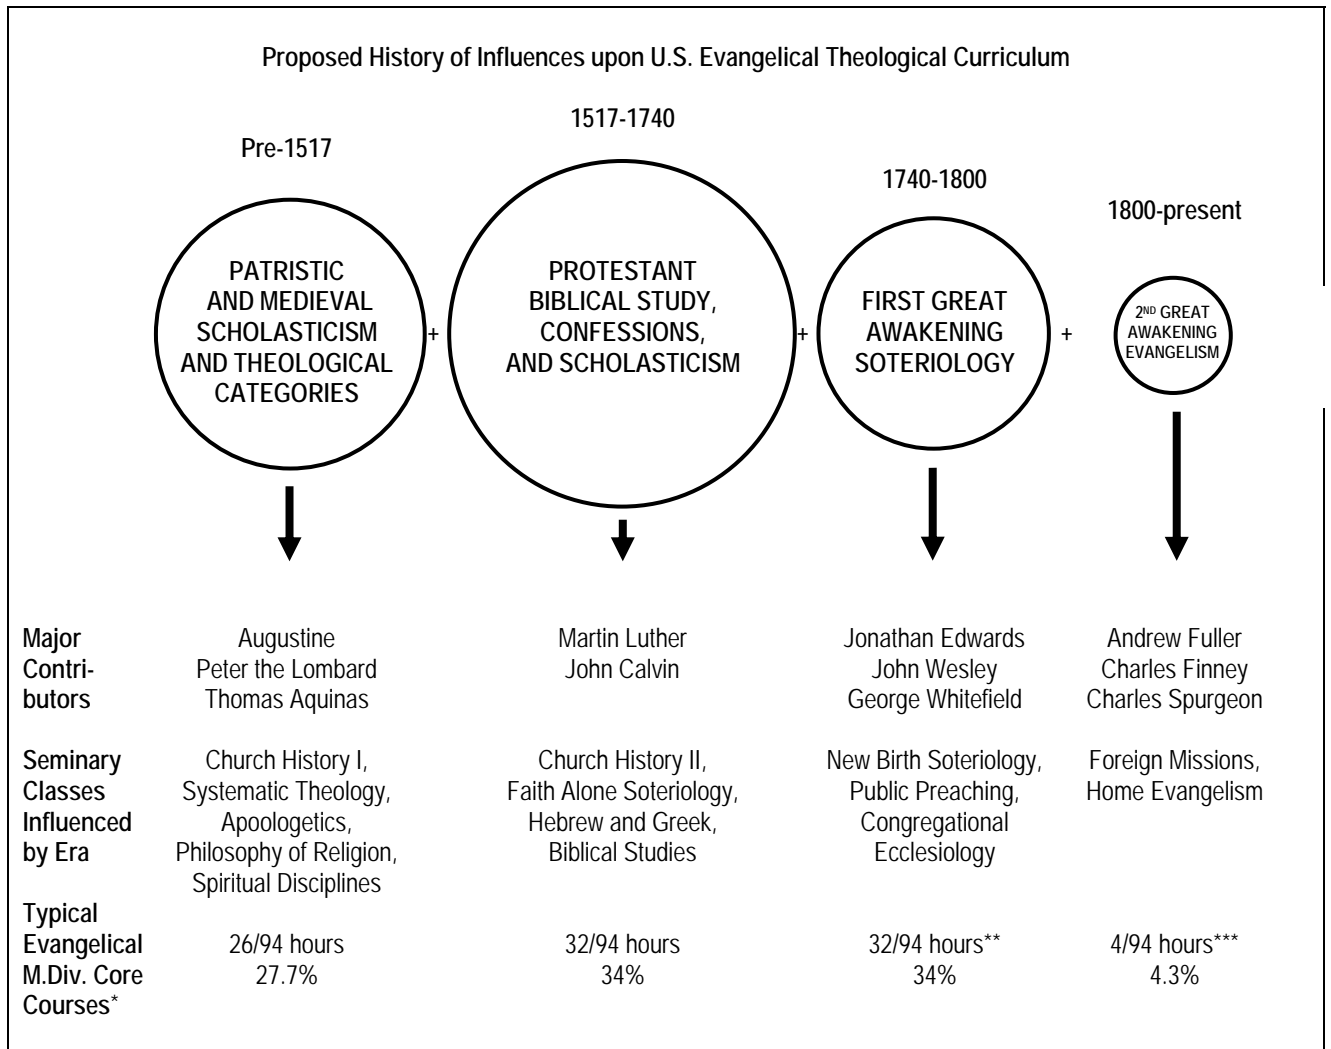 Proposed History of Influences upon U.S. Evangelical Theological Curriculum
Pre-1517
1517-1740
1740-1800
1800-present
PATRISTIC
AND MEDIEVAL
SCHOLASTICISM
AND THEOLOGICAL
CATEGORIES
+
PROTESTANT
BIBLICAL STUDY,
CONFESSIONS,
AND SCHOLASTICISM
+
FIRST GREAT
AWAKENING
SOTERIOLOGY
+
2ND GREAT
AWAKENING
EVANGELISM
Major
Contri-
butors
Augustine
Peter the Lombard
Thomas Aquinas
Martin Luther
John Calvin
Jonathan Edwards
John Wesley
George Whitefield
Andrew Fuller
Charles Finney
Charles Spurgeon
Seminary
Classes
Influenced
by Era
Church History I,
Systematic Theology,
Apoologetics,
Philosophy of Religion,
Spiritual Disciplines
Church History II,
Faith Alone Soteriology,
Hebrew and Greek,
Biblical Studies
New Birth Soteriology,
Public Preaching,
Congregational
Ecclesiology
Foreign Missions,
Home Evangelism
Typical
Evangelical
M.Div. Core
Courses*
26/94 hours
27.7%
32/94 hours
34%
32/94 hours**
34%
4/94 hours***
4.3%